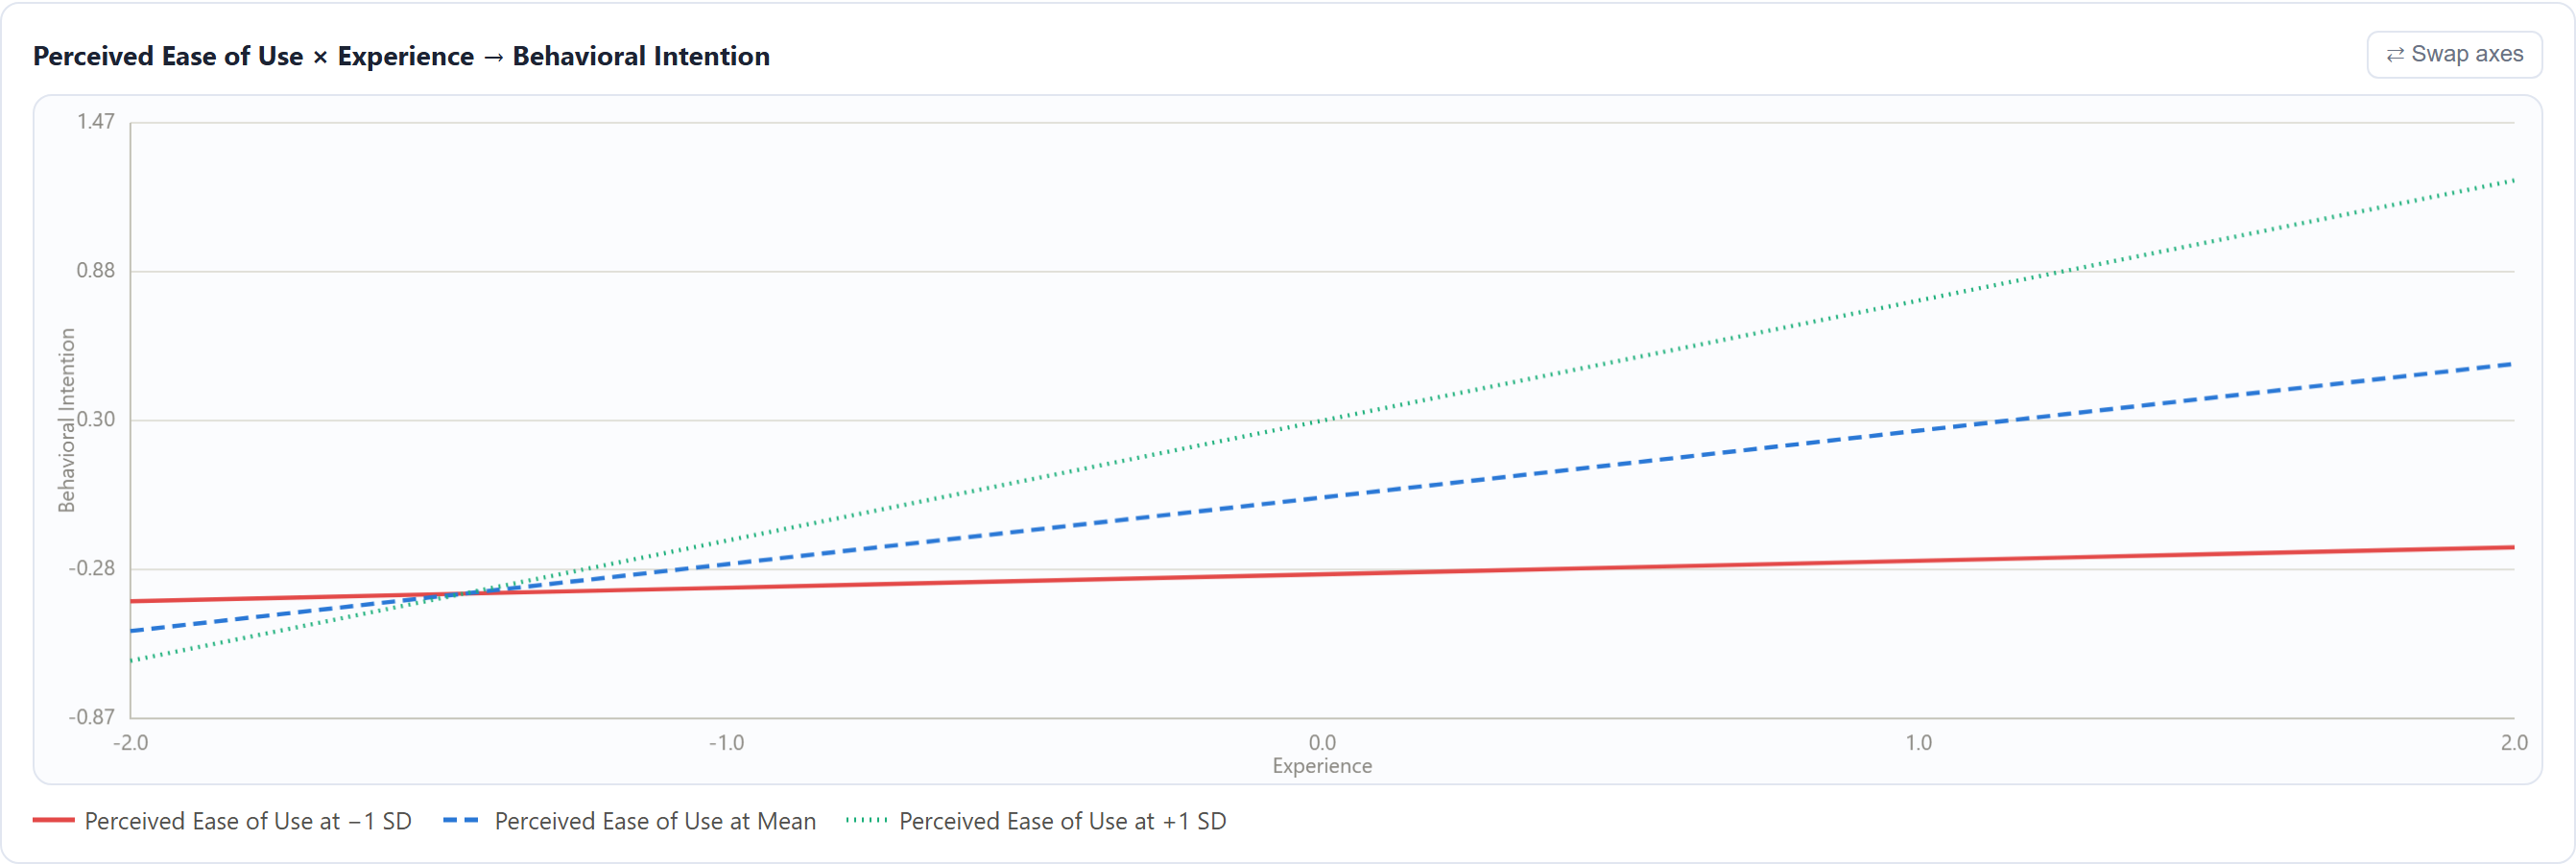 Perceived Ease of Use × Experience → Behavioral Intention
⇄ Swap axes
1.47
0.88
0.30
-0.28
-0.87
Behavioral Intention
-2.0
-1.0
0.0
1.0
2.0
Experience
Perceived Ease of Use at −1 SD
Perceived Ease of Use at Mean
Perceived Ease of Use at +1 SD